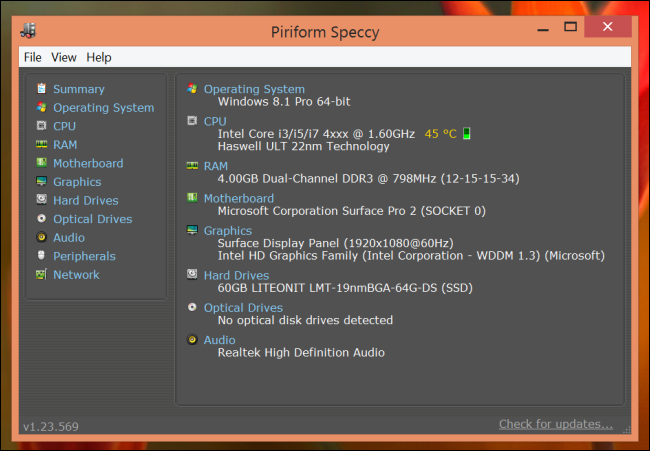 Piriform Speccy
File View Help
Summary
Operating System
CPU
RAM
Motherboard
Graphics
Hard Drives
Optical Drives
Audio
Peripherals
Network
Operating System
Windows 8.1 Pro 64-bit
CPU
Intel Core i3/i5/i7 4xxx @ 1.60GHz 45 °C
Haswell ULT 22nm Technology
RAM
4.00GB Dual-Channel DDR3 @ 798MHz (12-15-15-34)
Motherboard
Microsoft Corporation Surface Pro 2 (SOCKET 0)
Graphics
Surface Display Panel (1920x1080@60Hz)
Intel HD Graphics Family (Intel Corporation - WDDM 1.3) (Microsoft)
Hard Drives
60GB LITEONIT LMT-19nmBGA-64G-DS (SSD)
Optical Drives
No optical disk drives detected
Audio
Realtek High Definition Audio
v1.23.569
Check for updates...